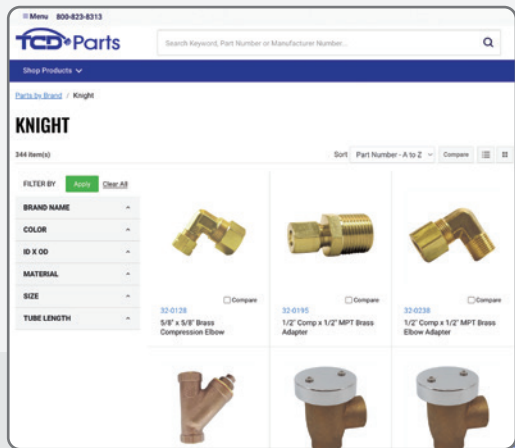 ≡ Menu 800-823-8313
TCD Parts
Search Keyword, Part Number or Manufacturer Number...
Shop Products
Parts by Brand / Knight
KNIGHT
344 item(s)
Sort Part Number - A to Z Compare
FILTER BY Apply Clear All
BRAND NAME
COLOR
ID X OD
MATERIAL
SIZE
TUBE LENGTH
Compare
32-0128
5/8" x 5/8" Brass
Compression Elbow
Compare
32-0195
1/2" Comp x 1/2" MPT Brass
Adapter
Compare
32-0238
1/2" Comp x 1/2" MPT Brass
Elbow Adapter